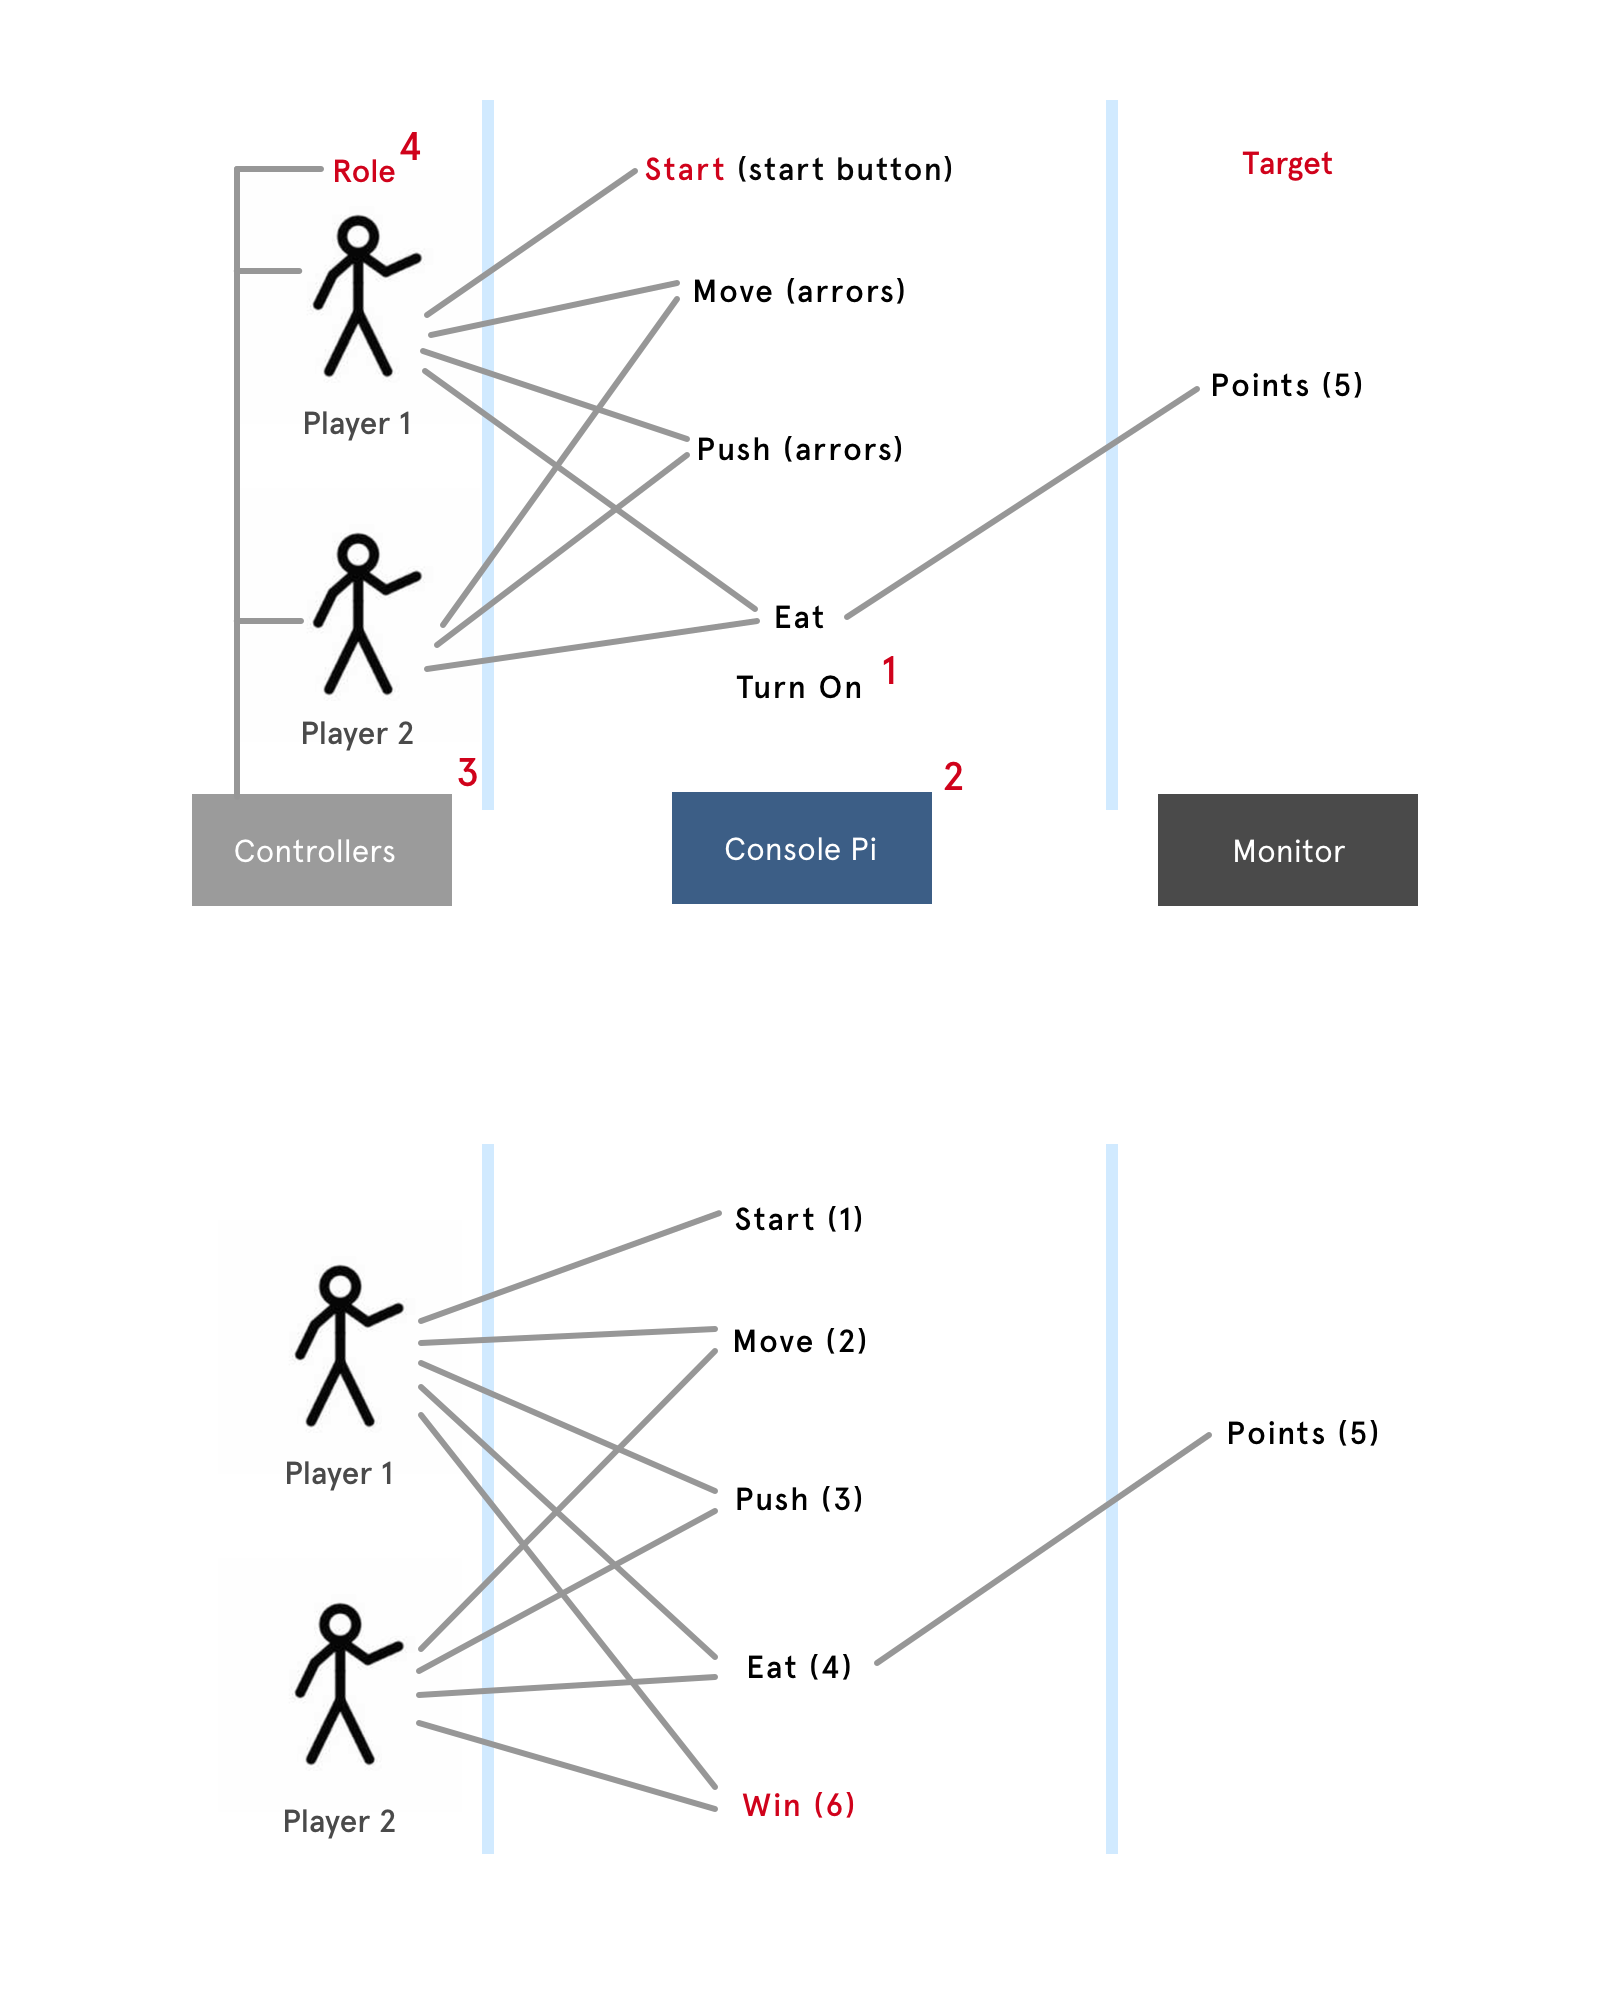 Role 4
Start (start button)
Target
Move (arrors)
Points (5)
Player 1
Push (arrors)
Eat
Turn On 1
Player 2
3
2
Controllers
Console Pi
Monitor
Start (1)
Move (2)
Points (5)
Player 1
Push (3)
Eat (4)
Win (6)
Player 2